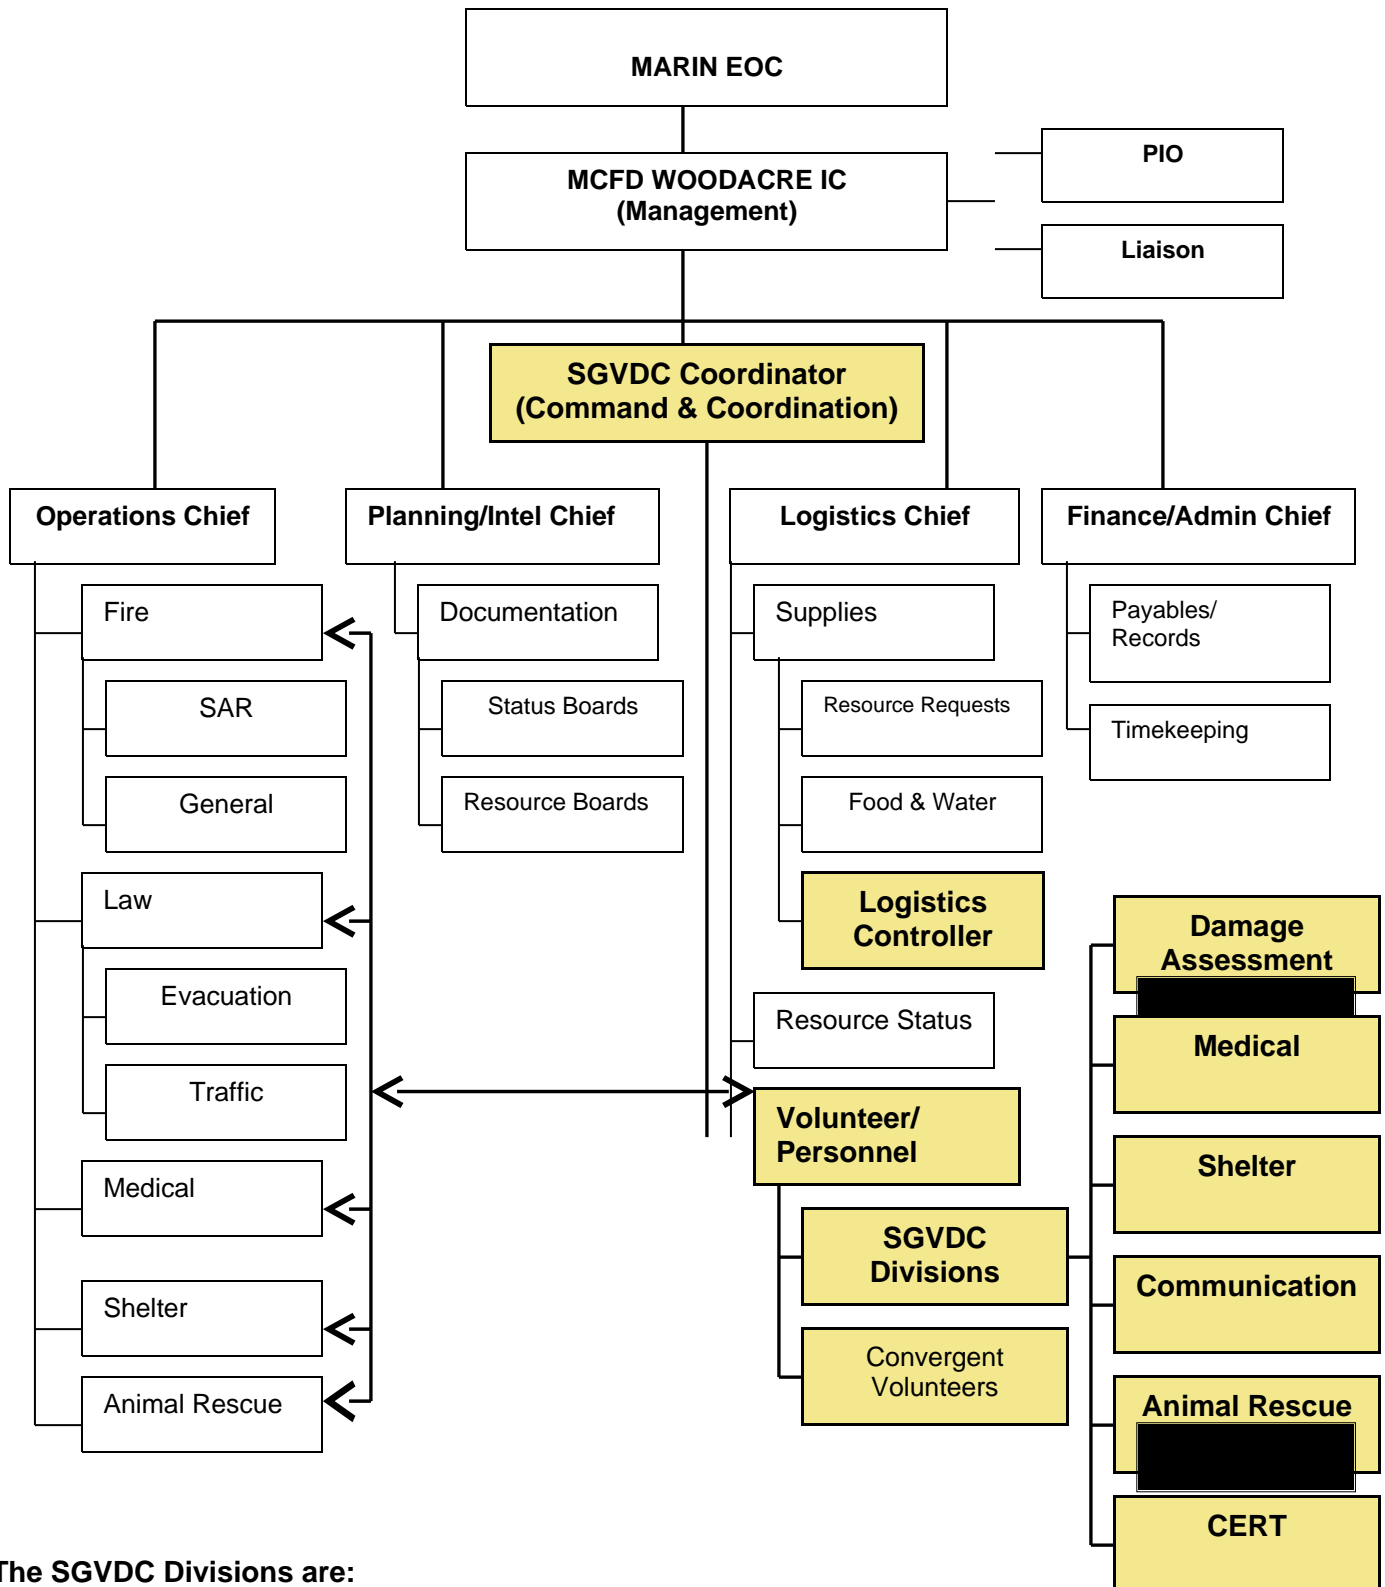 MARIN EOC
MCFD WOODACRE IC
(Management)
PIO
Liaison
SGVDC Coordinator
(Command & Coordination)
Operations Chief
Planning/Intel Chief
Logistics Chief
Finance/Admin Chief
Fire
SAR
General
Law
Evacuation
Traffic
Medical
Shelter
Animal Rescue
Documentation
Status Boards
Resource Boards
Supplies
Resource Requests
Food & Water
Logistics
Controller
Resource Status
Volunteer/
Personnel
SGVDC
Divisions
Convergent
Volunteers
Payables/
Records
Timekeeping
Damage
Assessment
Medical
Shelter
Communication
Animal Rescue
CERT
The SGVDC Divisions are: